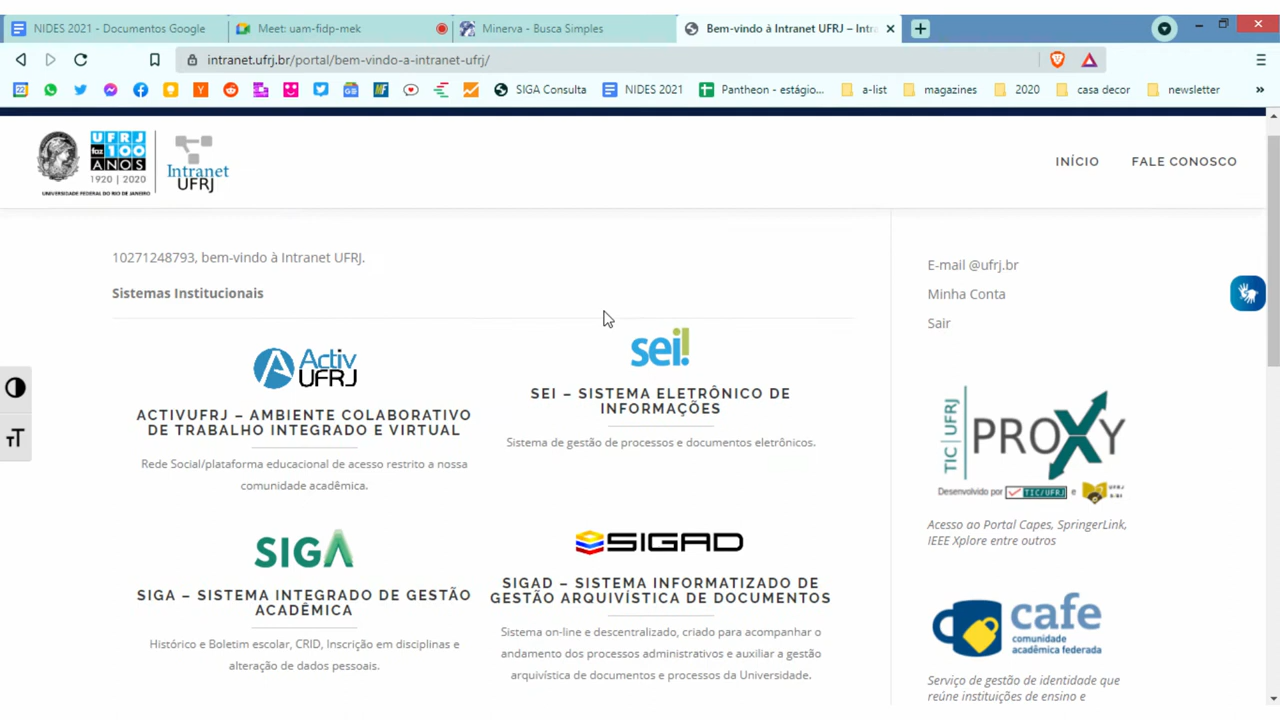 NIDES 2021 - Documentos Google
Meet: uam-fidp-mek
Minerva - Busca Simples
Bem-vindo à Intranet UFRJ – Intra
intranet.ufrj.br/portal/bem-vindo-a-intranet-ufrj/
SIGA Consulta
NIDES 2021
Pantheon - estágio...
a-list
magazines
2020
casa decor
newsletter
»
UFRJ
faz 100
ANOS
1920 | 2020
UNIVERSIDADE FEDERAL DO RIO DE JANEIRO
Intranet
UFRJ
INÍCIO
FALE CONOSCO
10271248793, bem-vindo à Intranet UFRJ.
Sistemas Institucionais
Activ
UFRJ
ACTIVUFRJ – AMBIENTE COLABORATIVO
DE TRABALHO INTEGRADO E VIRTUAL
Rede Social/plataforma educacional de acesso restrito a nossa
comunidade acadêmica.
sei!
SEI – SISTEMA ELETRÔNICO DE
INFORMAÇÕES
Sistema de gestão de processos e documentos eletrônicos.
SIGA
SIGA – SISTEMA INTEGRADO DE GESTÃO
ACADÊMICA
Histórico e Boletim escolar, CRID, Inscrição em disciplinas e
alteração de dados pessoais.
SIGAD
SIGAD – SISTEMA INFORMATIZADO DE
GESTÃO ARQUIVÍSTICA DE DOCUMENTOS
Sistema on-line e descentralizado, criado para acompanhar o
andamento dos processos administrativos e auxiliar a gestão
arquivística de documentos e processos da Universidade.
E-mail @ufrj.br
Minha Conta
Sair
TIC|UFRJ
PROXY
Desenvolvido por TIC/UFRJ e
Acesso ao Portal Capes, SpringerLink,
IEEE Xplore entre outros
cafe
comunidade
acadêmica federada
Serviço de gestão de identidade que
reúne instituições de ensino e